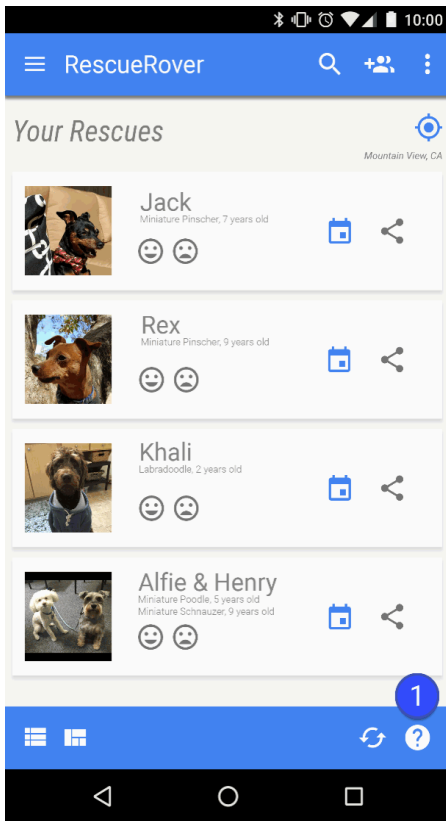 10:00
RescueRover
Your Rescues
Mountain View, CA
Jack
Miniature Pinscher, 7 years old
Rex
Miniature Pinscher, 9 years old
Khali
Labradoodle, 2 years old
Alfie & Henry
Miniature Poodle, 5 years old
Miniature Schnauzer, 9 years old
1
?